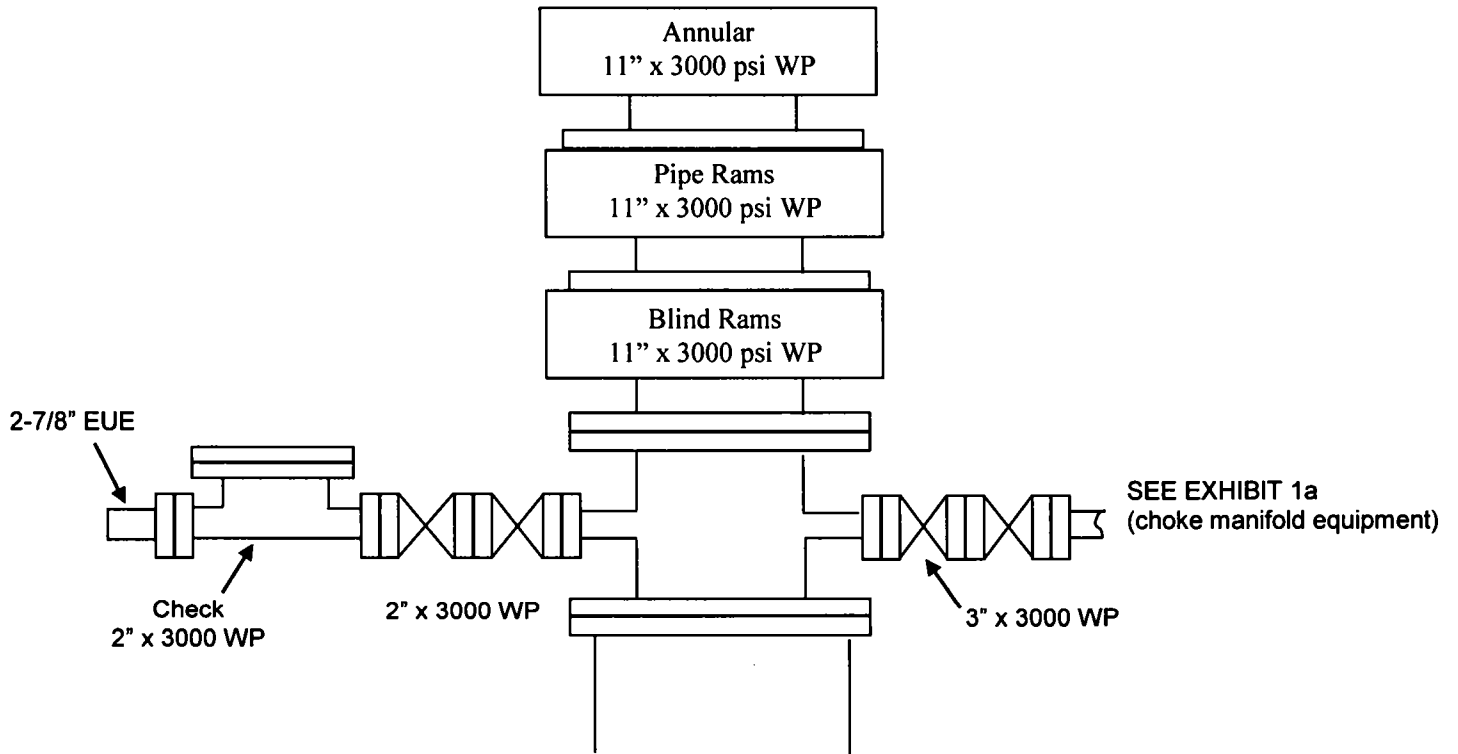 Annular
11” x 3000 psi WP
Pipe Rams
11” x 3000 psi WP
Blind Rams
11” x 3000 psi WP
2-7/8” EUE
SEE EXHIBIT 1a
(choke manifold equipment)
Check
2” x 3000 WP
2” x 3000 WP
3” x 3000 WP